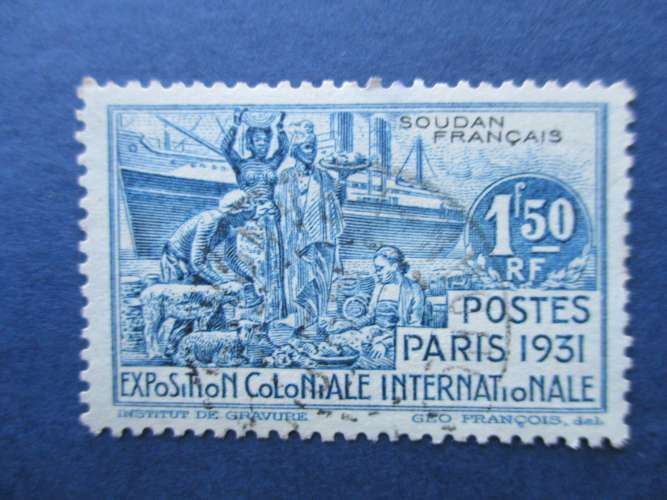 SOUDAN
FRANÇAIS
1f50
RF
POSTES
PARIS 1931
EXPOSITION COLONIALE INTERNATIONALE
INSTITUT DE GRAVURE GEO FRANÇOIS, del.